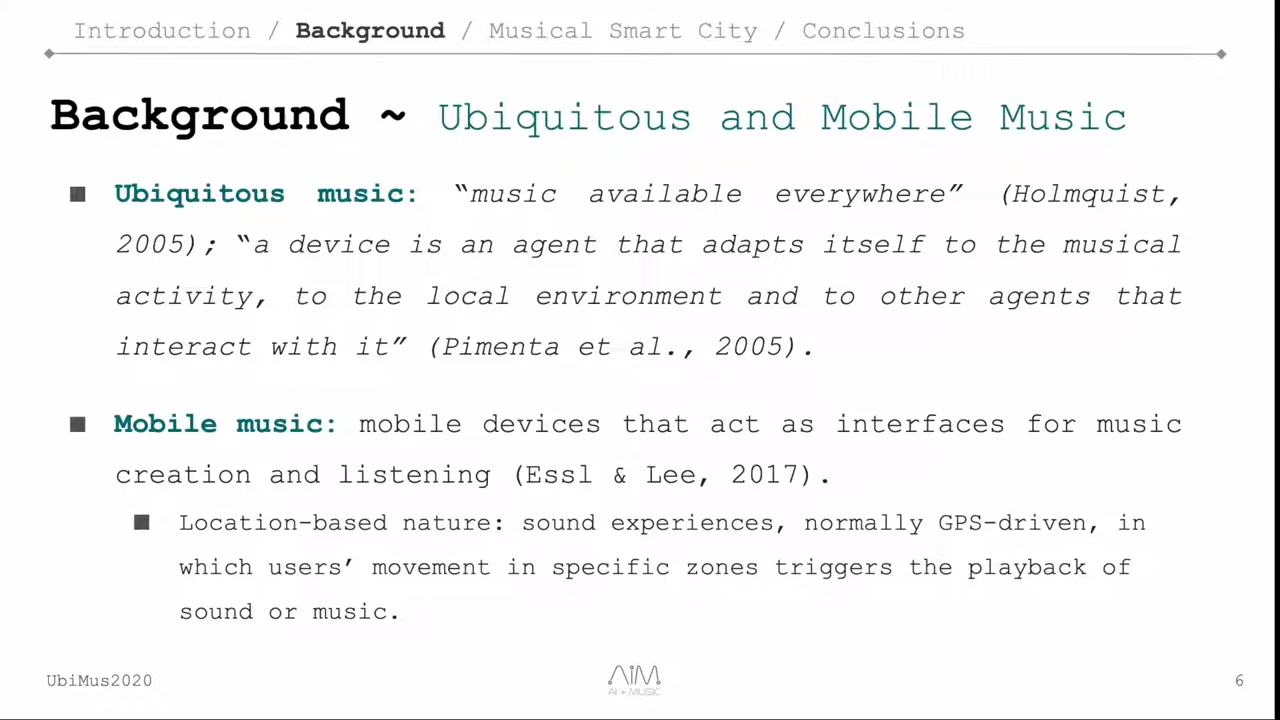 Introduction / Background / Musical Smart City / Conclusions
Background ~ Ubiquitous and Mobile Music
■ Ubiquitous music: “music available everywhere” (Holmquist,
2005); “a device is an agent that adapts itself to the musical
activity, to the local environment and to other agents that
interact with it” (Pimenta et al., 2005).
■ Mobile music: mobile devices that act as interfaces for music
creation and listening (Essl & Lee, 2017).
■ Location-based nature: sound experiences, normally GPS-driven, in
which users’ movement in specific zones triggers the playback of
sound or music.
UbiMus2020
AiM
AI + MUSIC
6